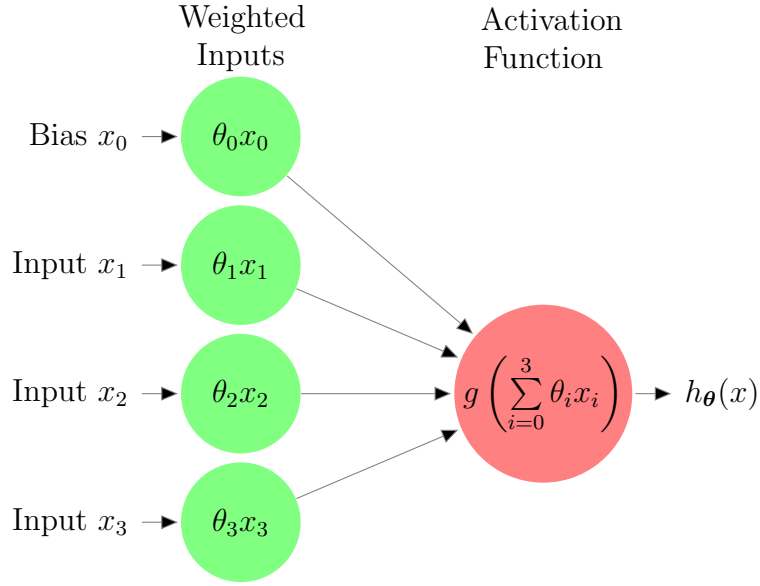 Weighted
Inputs
Activation
Function
Bias x₀
θ₀x₀
Input x₁
θ₁x₁
Input x₂
θ₂x₂
g(∑³ᵢ₌₀ θᵢxᵢ)
h_𝜽(x)
Input x₃
θ₃x₃